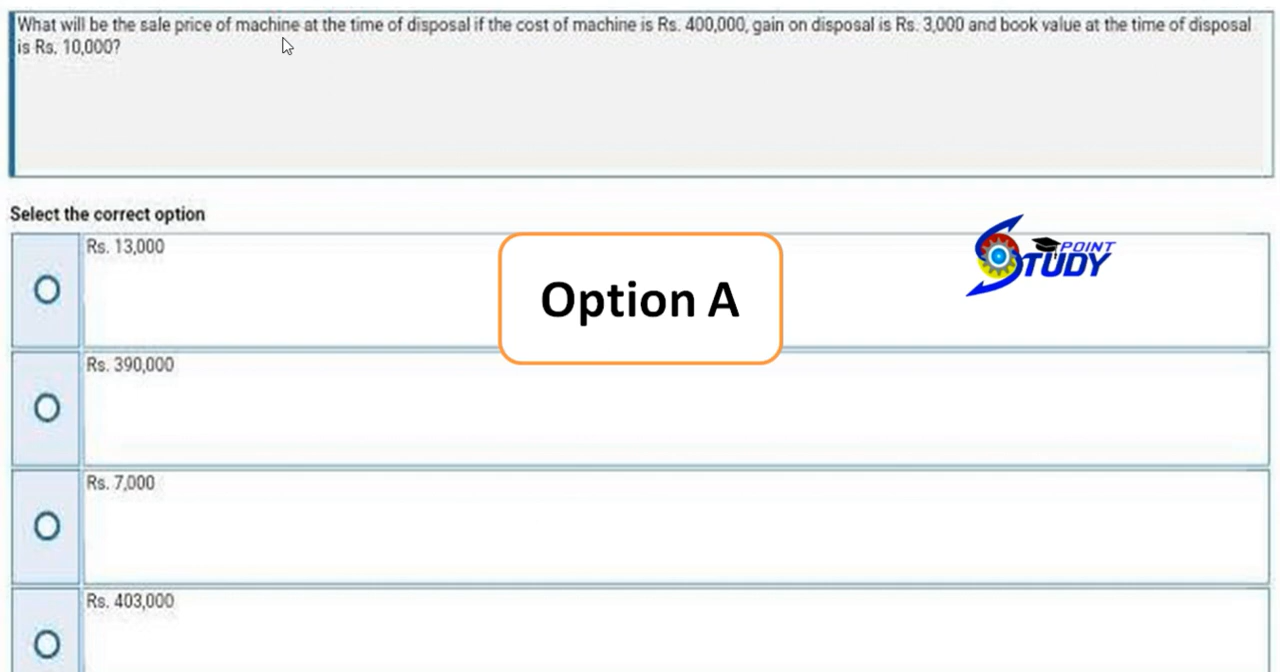 What will be the sale price of machine at the time of disposal if the cost of machine is Rs. 400,000, gain on disposal is Rs. 3,000 and book value at the time of disposal
is Rs. 10,000?
Select the correct option
Rs. 13,000
Option A
POINT
STUDY
Rs. 390,000
Rs. 7,000
Rs. 403,000